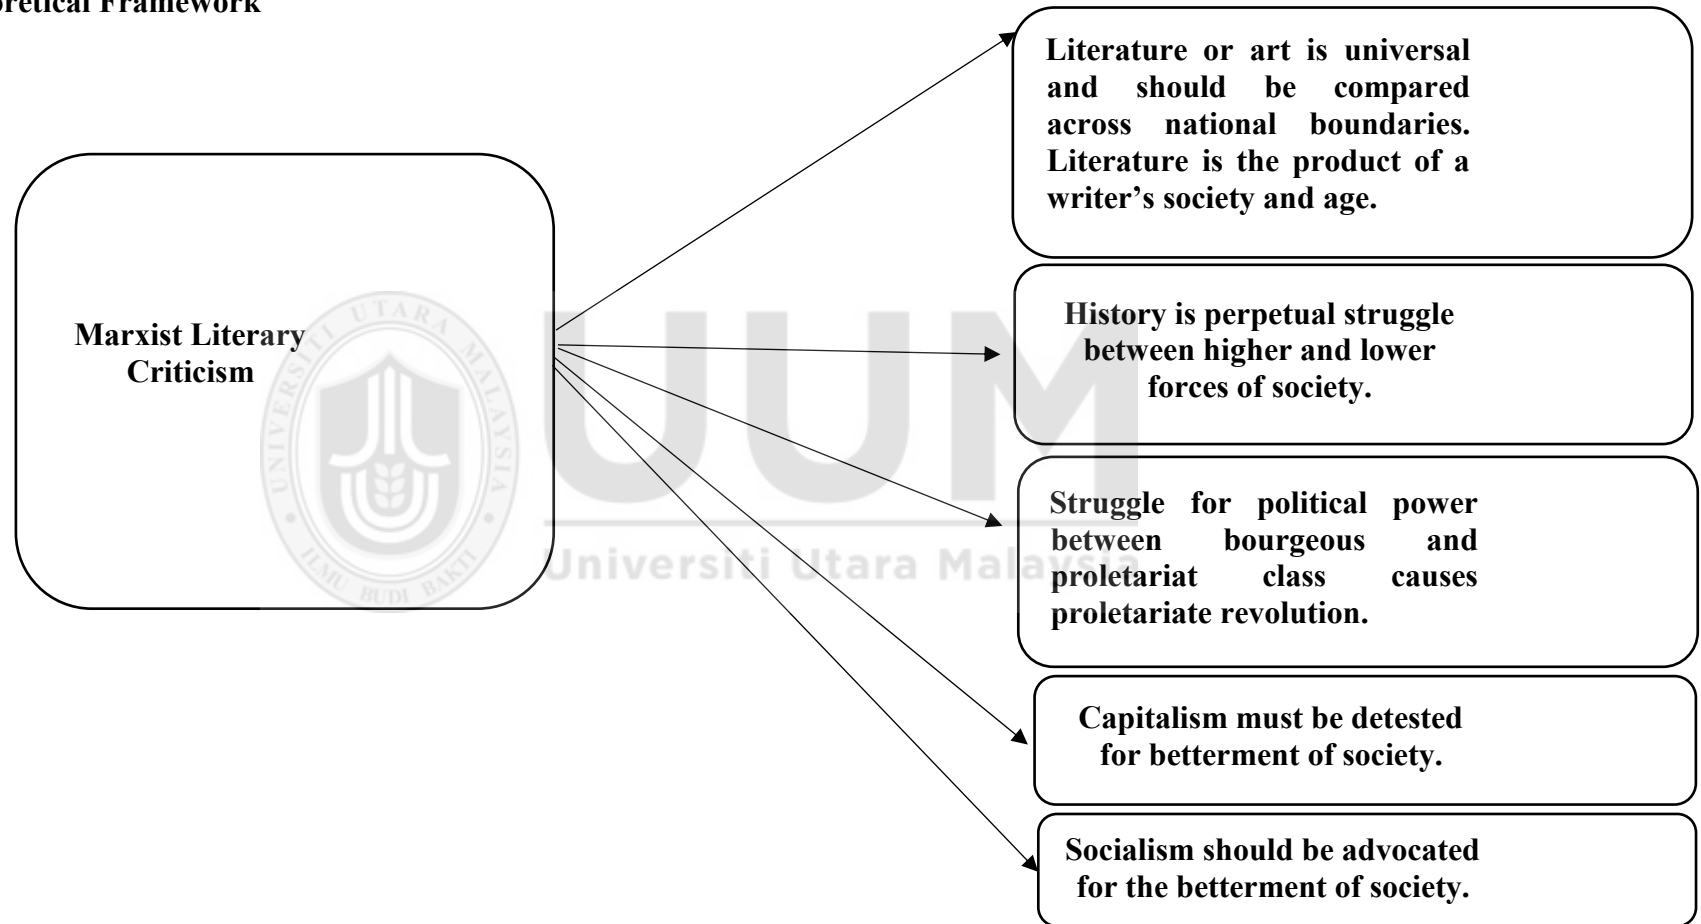 oretical Framework
Literature or art is universal
and should be compared
across national boundaries.
Literature is the product of a
writer’s society and age.
Marxist Literary
Criticism
History is perpetual struggle
between higher and lower
forces of society.
Struggle for political power
between bourgeous and
proletariat class causes
proletariate revolution.
Capitalism must be detested
for betterment of society.
Socialism should be advocated
for the betterment of society.
UNIVERSITI UTARA MALAYSIA
ILMU BUDI BAKTI
UUM
Universiti Utara Malaysia